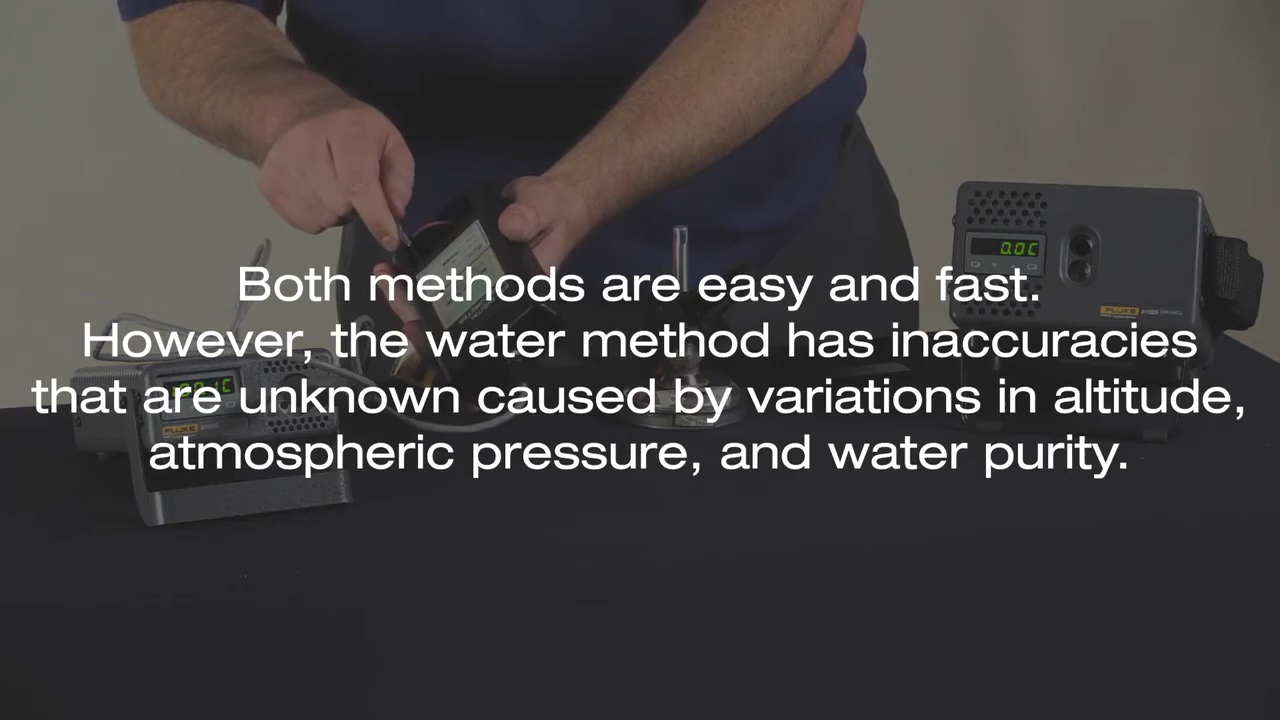 0.0C
Both methods are easy and fast.
However, the water method has inaccuracies
that are unknown caused by variations in altitude,
atmospheric pressure, and water purity.
FLUKE
FLUKE